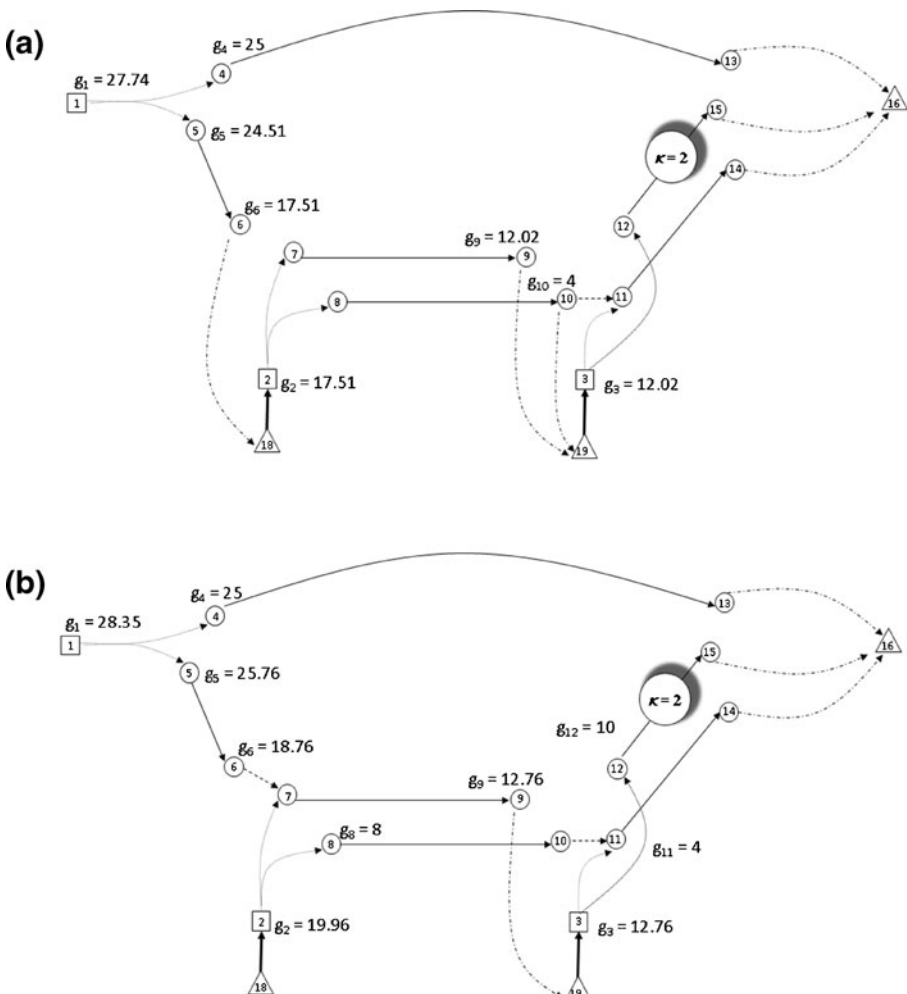 (a)
g4 = 25
4
13
g1 = 27.74
1
16
5
g5 = 24.51
15
κ = 2
14
g6 = 17.51
6
12
7
g9 = 12.02
9
g10 = 4
8
10
11
2
g2 = 17.51
3
g3 = 12.02
18
19
(b)
g4 = 25
4
13
g1 = 28.35
1
16
5
g5 = 25.76
15
κ = 2
14
g12 = 10
g6 = 18.76
6
12
7
g9 = 12.76
9
g8 = 8
8
10
11
g11 = 4
2
g2 = 19.96
3
g3 = 12.76
18
19